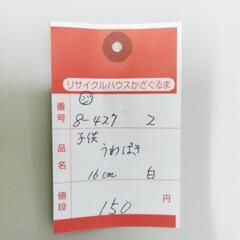 リサイクルハウスかざぐるま
番号 8-427 2
品名 子供
うわばき
16cm 白
値段 150 円